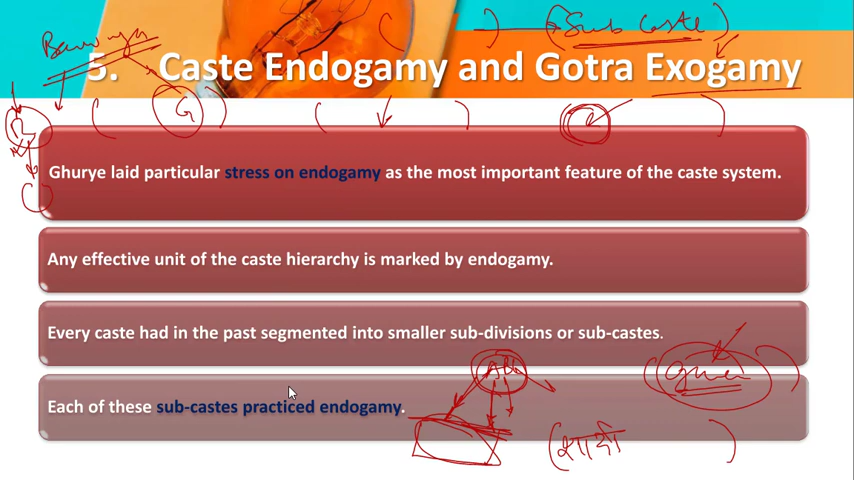 (Sub caste)
5. Caste Endogamy and Gotra Exogamy
G
Ghurye laid particular stress on endogamy as the most important feature of the caste system.
Any effective unit of the caste hierarchy is marked by endogamy.
Every caste had in the past segmented into smaller sub-divisions or sub-castes.
Each of these sub-castes practiced endogamy.
(शादी )